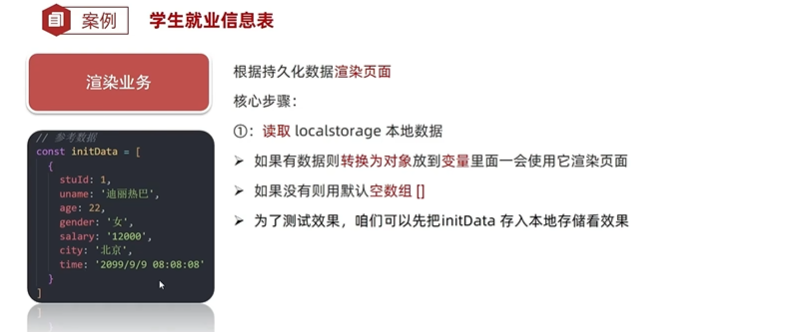 案例 学生就业信息表
渲染业务
根据持久化数据渲染页面
核心步骤：
①：读取 localstorage 本地数据
➢ 如果有数据则转换为对象放到变量里面一会使用它渲染页面
➢ 如果没有则用默认空数组 []
➢ 为了测试效果，咱们可以先把initData 存入本地存储看效果
// 参考数据
const initData = [
{
stuId: 1,
uname: '迪丽热巴',
age: 22,
gender: '女',
salary: '12000',
city: '北京',
time: '2099/9/9 08:08:08'
}
]